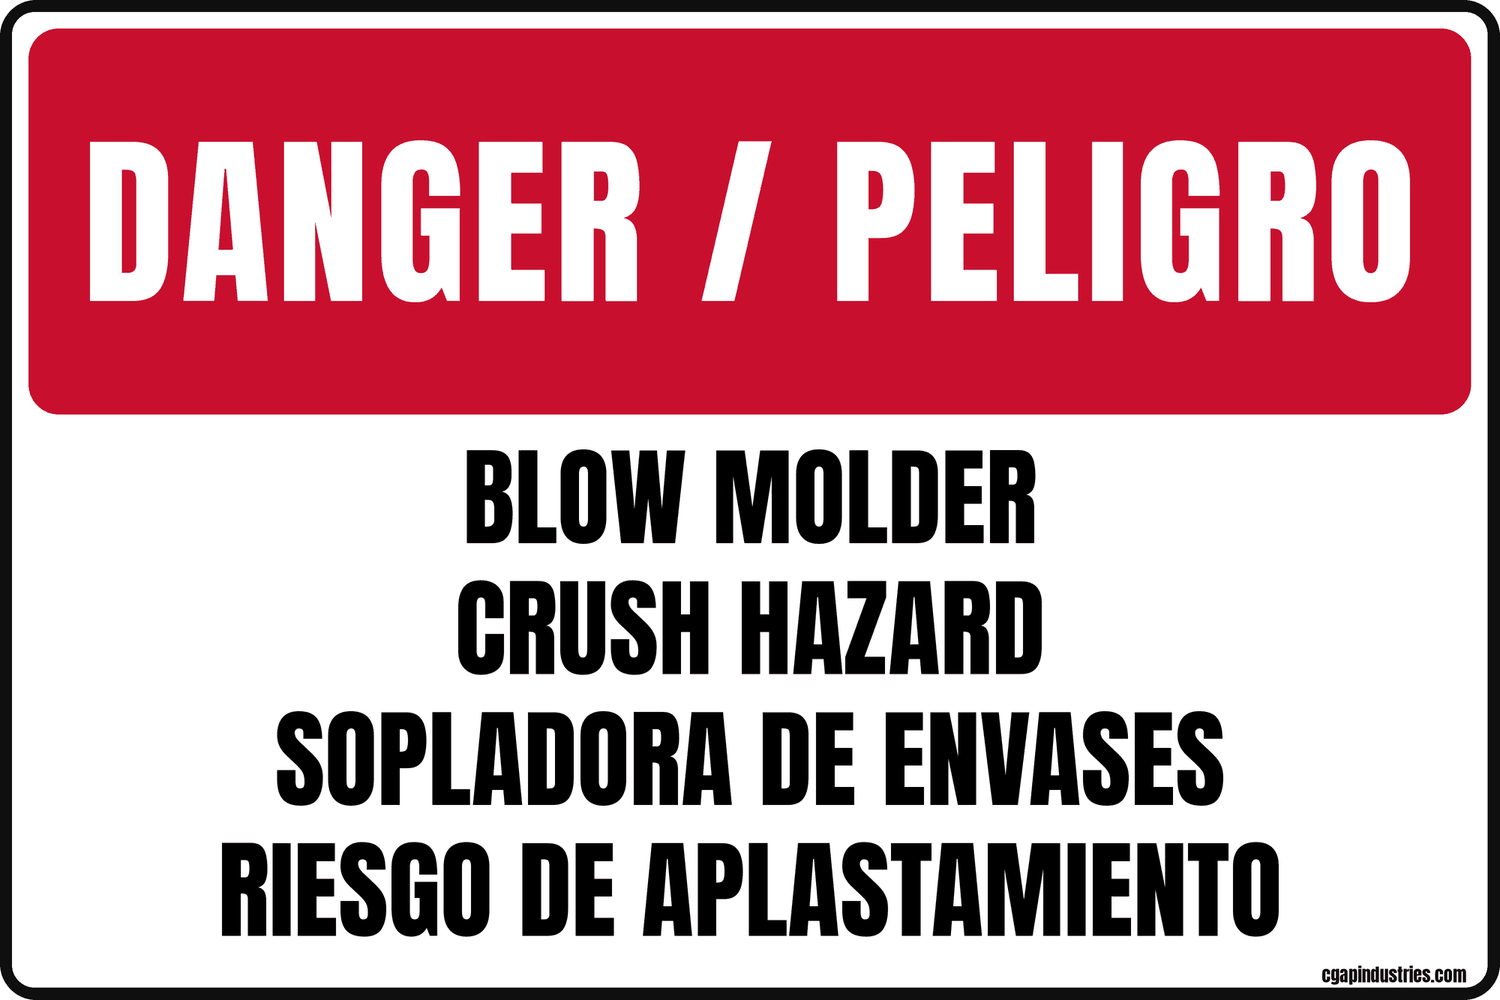 DANGER / PELIGRO
BLOW MOLDER
CRUSH HAZARD
SOPLADORA DE ENVASES
RIESGO DE APLASTAMIENTO
cgapindustries.com